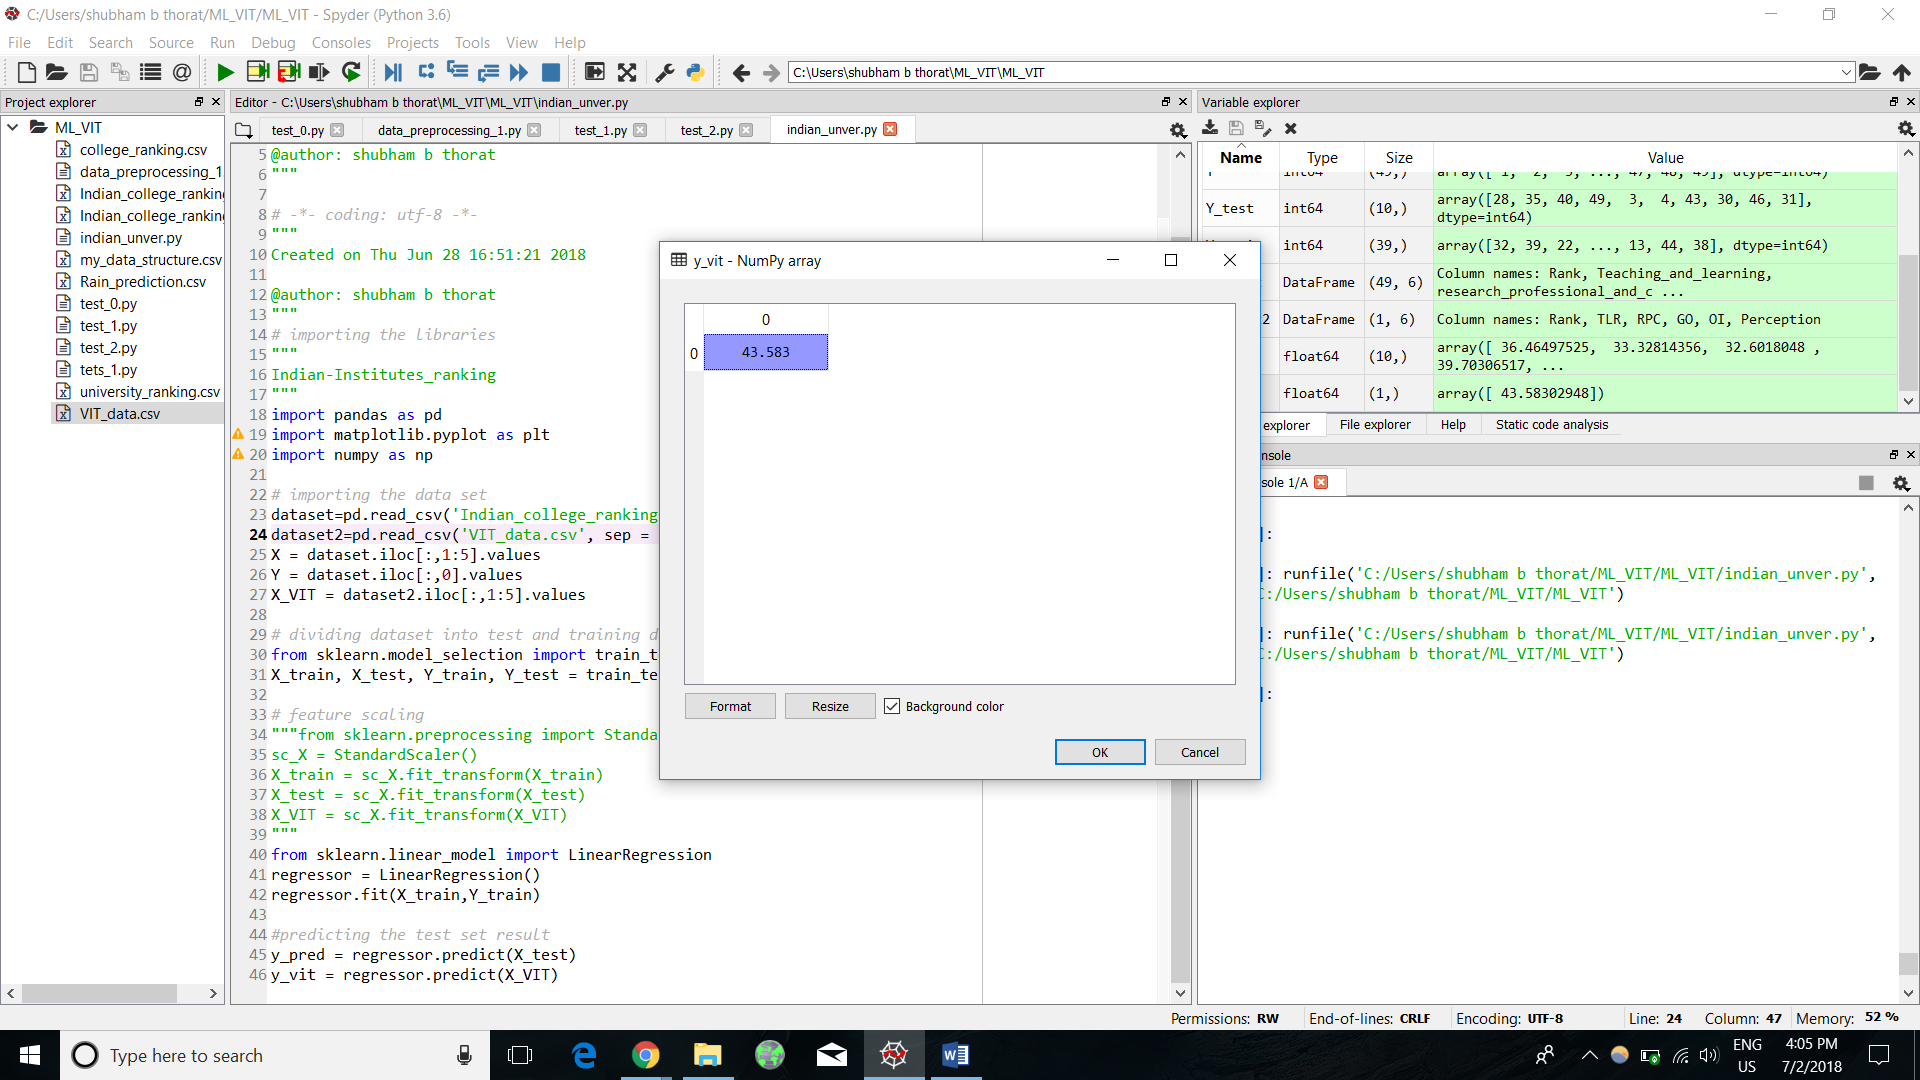 C:/Users/shubham b thorat/ML_VIT/ML_VIT - Spyder (Python 3.6)
File Edit Search Source Run Debug Consoles Projects Tools View Help
C:\Users\shubham b thorat\ML_VIT\ML_VIT
Project explorer
ML_VIT
college_ranking.csv
data_preprocessing_1
Indian_college_rankin
Indian_college_rankin
indian_unver.py
my_data_structure.csv
Rain_prediction.csv
test_0.py
test_1.py
test_2.py
tets_1.py
university_ranking.csv
VIT_data.csv
Editor - C:\Users\shubham b thorat\ML_VIT\ML_VIT\indian_unver.py
test_0.py data_preprocessing_1.py test_1.py test_2.py indian_unver.py
5 @author: shubham b thorat
6 """
7
8 # -*- coding: utf-8 -*-
9 """
10 Created on Thu Jun 28 16:51:21 2018
11
12 @author: shubham b thorat
13 """
14 # importing the libraries
15 """
16 Indian-Institutes_ranking
17 """
18 import pandas as pd
19 import matplotlib.pyplot as plt
20 import numpy as np
21
22 # importing the data set
23 dataset=pd.read_csv('Indian_college_ranking
24 dataset2=pd.read_csv('VIT_data.csv', sep =
25 X = dataset.iloc[:,1:5].values
26 Y = dataset.iloc[:,0].values
27 X_VIT = dataset2.iloc[:,1:5].values
28
29 # dividing dataset into test and training d
30 from sklearn.model_selection import train_t
31 X_train, X_test, Y_train, Y_test = train_te
32
33 # feature scaling
34 """from sklearn.preprocessing import Standa
35 sc_X = StandardScaler()
36 X_train = sc_X.fit_transform(X_train)
37 X_test = sc_X.fit_transform(X_test)
38 X_VIT = sc_X.fit_transform(X_VIT)
39 """
40 from sklearn.linear_model import LinearRegression
41 regressor = LinearRegression()
42 regressor.fit(X_train,Y_train)
43
44 #predicting the test set result
45 y_pred = regressor.predict(X_test)
46 y_vit = regressor.predict(X_VIT)
y_vit - NumPy array
0
0 43.583
Format Resize Background color
OK Cancel
Variable explorer
Name Type Size Value
int64 (49,) array([ 1, 2, 3, ..., 47, 48, 49], dtype=int64)
Y_test int64 (10,) array([28, 35, 40, 49, 3, 4, 43, 30, 46, 31],
dtype=int64)
int64 (39,) array([32, 39, 22, ..., 13, 44, 38], dtype=int64)
DataFrame (49, 6) Column names: Rank, Teaching_and_learning,
research_professional_and_c ...
2 DataFrame (1, 6) Column names: Rank, TLR, RPC, GO, OI, Perception
float64 (10,) array([ 36.46497525, 33.32814356, 32.6018048 ,
39.70306517, ...
float64 (1,) array([ 43.58302948])
explorer File explorer Help Static code analysis
nsole
sole 1/A
]:
]: runfile('C:/Users/shubham b thorat/ML_VIT/ML_VIT/indian_unver.py',
C:/Users/shubham b thorat/ML_VIT/ML_VIT')
]: runfile('C:/Users/shubham b thorat/ML_VIT/ML_VIT/indian_unver.py',
C:/Users/shubham b thorat/ML_VIT/ML_VIT')
]:
Permissions: RW End-of-lines: CRLF Encoding: UTF-8 Line: 24 Column: 47 Memory: 52 %
Type here to search
ENG
US
4:05 PM
7/2/2018